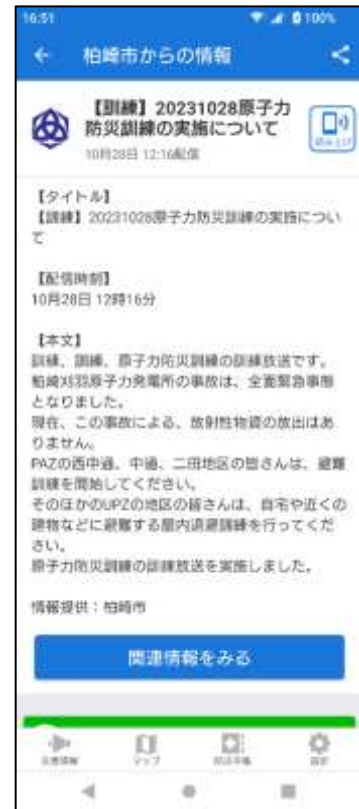 16:51
100%
柏崎市からの情報
【訓練】20231028原子力
防災訓練の実施について
10月28日 12:16配信
読み上げ
【タイトル】
【訓練】20231028原子力防災訓練の実施につい
て
【配信時刻】
10月28日 12時16分
【本文】
訓練、訓練、原子力防災訓練の訓練放送です。
柏崎刈羽原子力発電所の事故は、全面緊急事態
となりました。
現在、この事故による、放射性物質の放出はあ
りません。
PAZの西中通、中通、二田地区の皆さんは、避難
訓練を開始してください。
そのほかのUPZの地区の皆さんは、自宅や近くの
建物などに避難する屋内退避訓練を行ってくだ
さい。
原子力防災訓練の訓練放送を実施しました。
情報提供：柏崎市
関連情報をみる
災害情報
マップ
防災手帳
設定